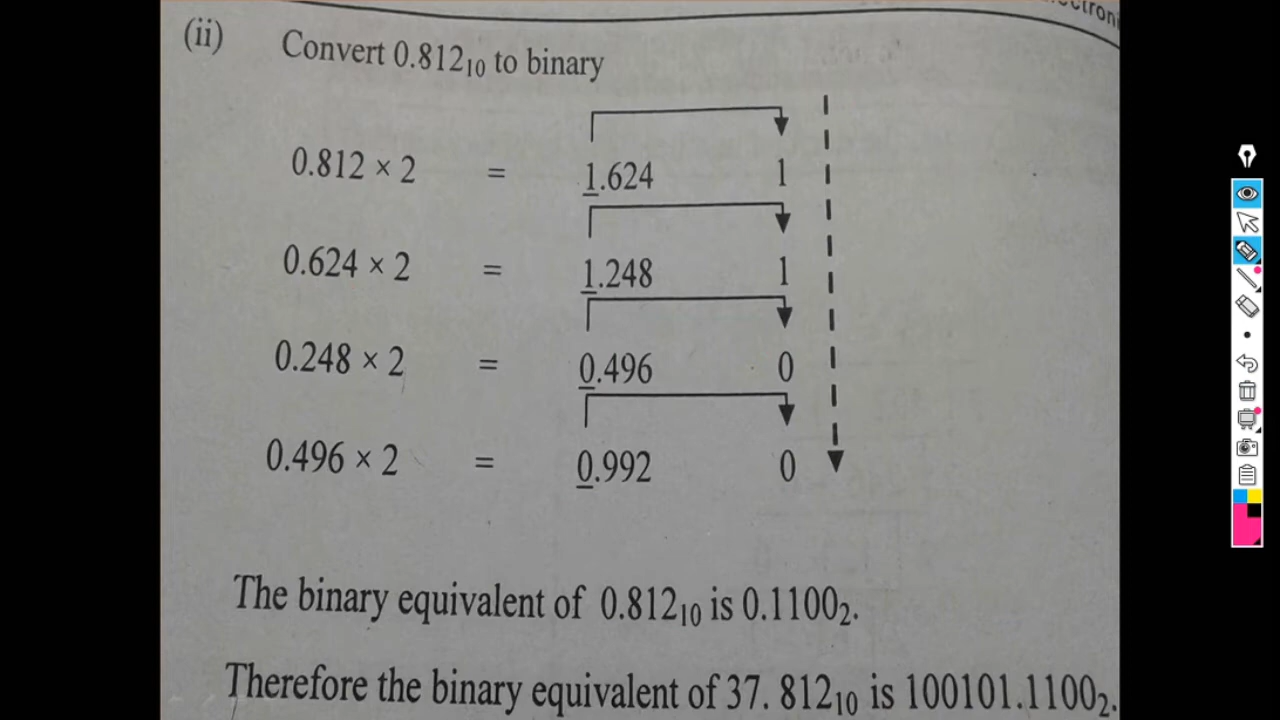 (ii) Convert 0.812₁₀ to binary
0.812 × 2 = 1.624 1
0.624 × 2 = 1.248 1
0.248 × 2 = 0.496 0
0.496 × 2 = 0.992 0
The binary equivalent of 0.812₁₀ is 0.1100₂.
Therefore the binary equivalent of 37. 812₁₀ is 100101.1100₂.